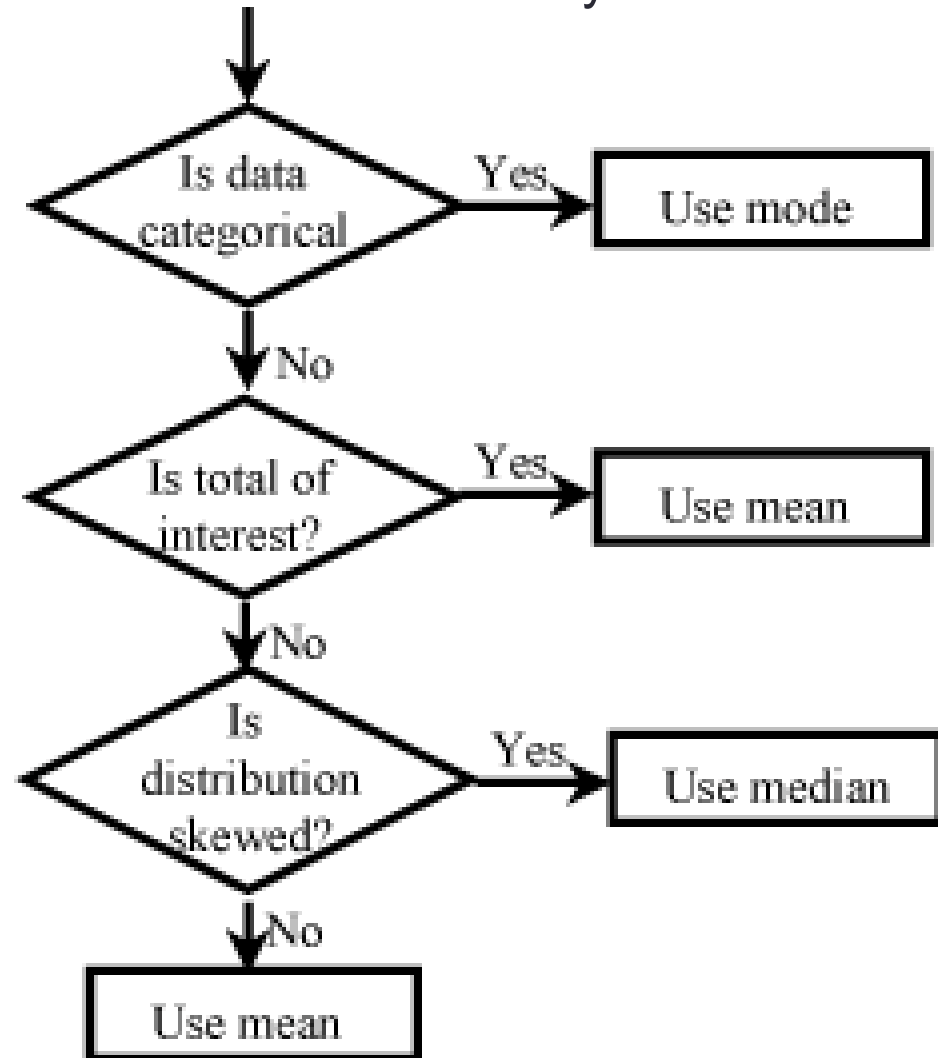 Is data
categorical
Yes
Use mode
No
Is total of
interest?
Yes
Use mean
No
Is
distribution
skewed?
Yes
Use median
No
Use mean